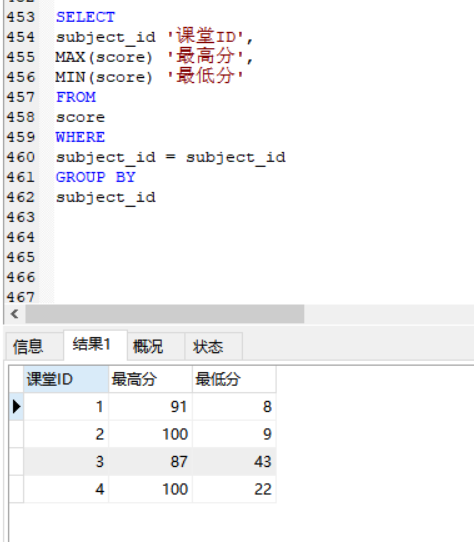 453 SELECT
454 subject_id '课堂ID',
455 MAX(score) '最高分',
456 MIN(score) '最低分'
457 FROM
458 score
459 WHERE
460 subject_id = subject_id
461 GROUP BY
462 subject_id
463
464
465
466
467
信息 结果1 概况 状态
课堂ID 最高分 最低分
1 91 8
2 100 9
3 87 43
4 100 22